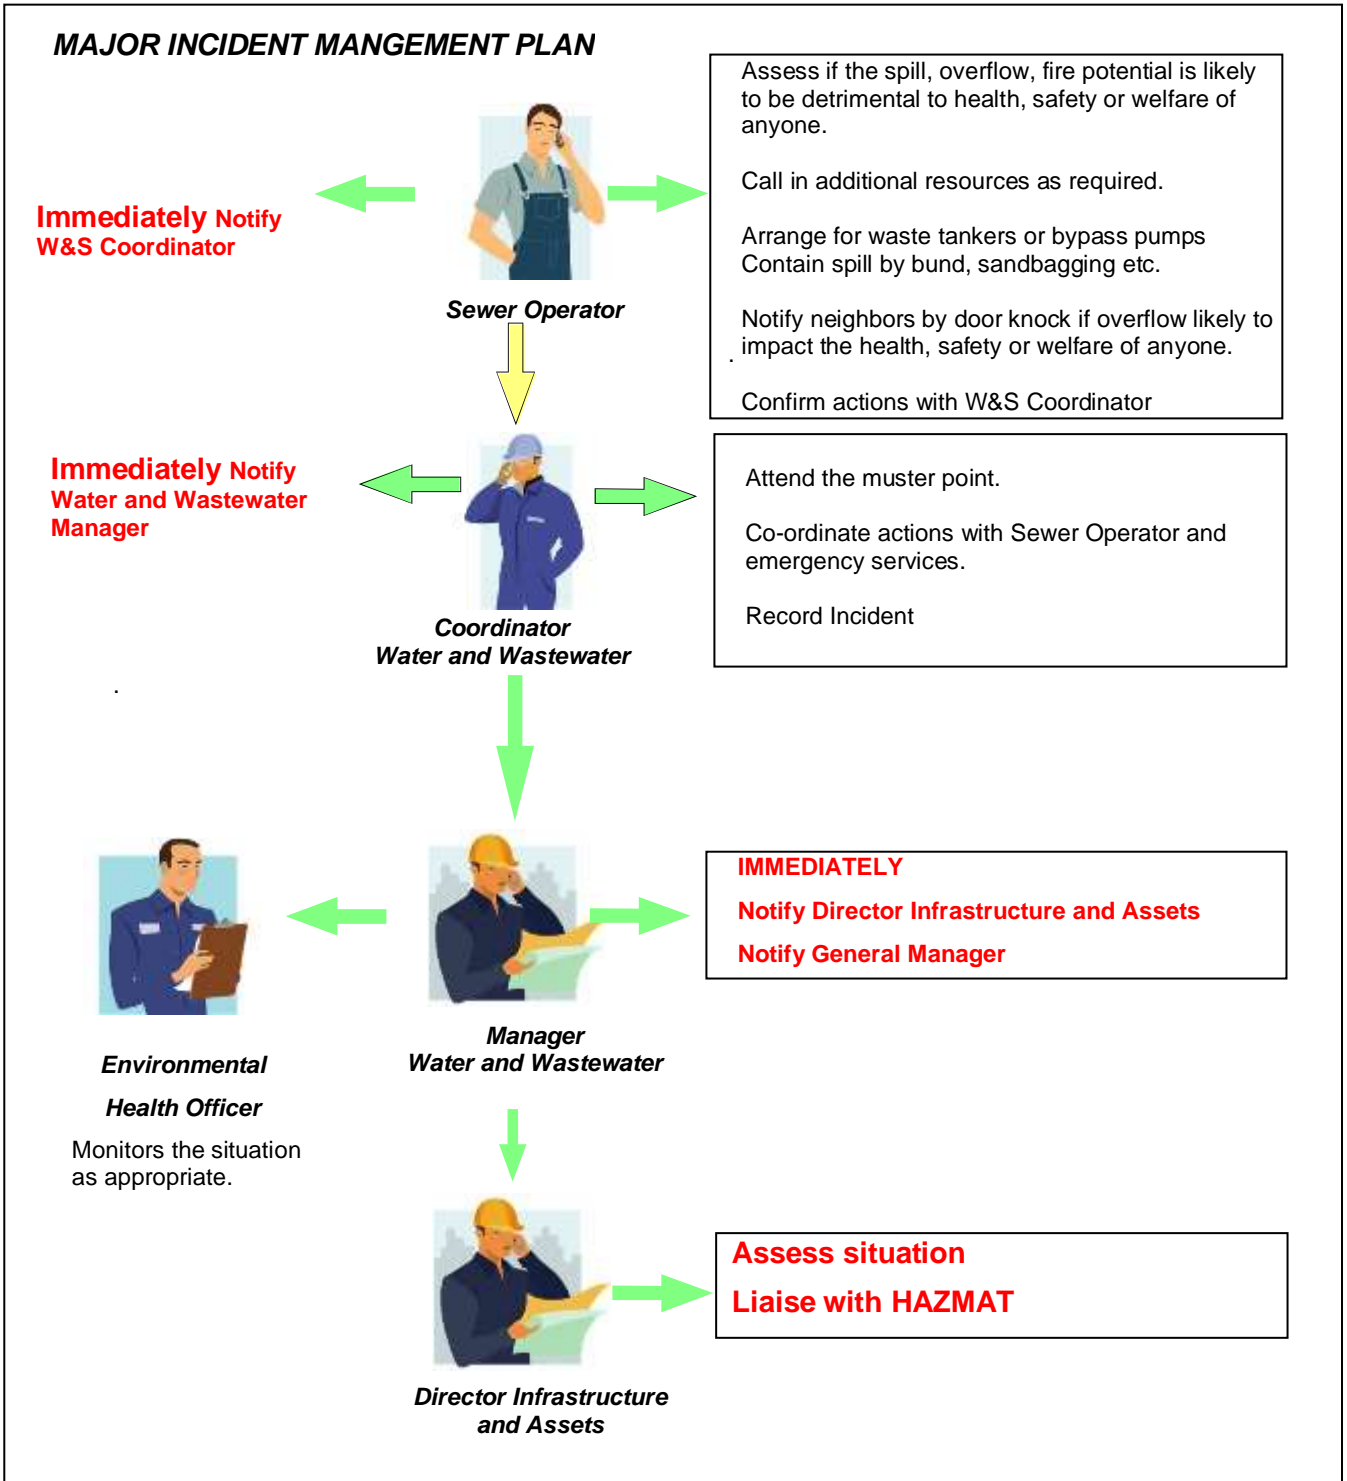 MAJOR INCIDENT MANGEMENT PLAN
Assess if the spill, overflow, fire potential is likely
to be detrimental to health, safety or welfare of
anyone.
Call in additional resources as required.
Arrange for waste tankers or bypass pumps
Contain spill by bund, sandbagging etc.
Notify neighbors by door knock if overflow likely to
impact the health, safety or welfare of anyone.
.
Confirm actions with W&S Coordinator
Immediately Notify
W&S Coordinator
Sewer Operator
Immediately Notify
Water and Wastewater
Manager
Attend the muster point.
Co-ordinate actions with Sewer Operator and
emergency services.
Record Incident
Coordinator
Water and Wastewater
.
IMMEDIATELY
Notify Director Infrastructure and Assets
Notify General Manager
Manager
Water and Wastewater
Environmental
Health Officer
Monitors the situation
as appropriate.
Assess situation
Liaise with HAZMAT
Director Infrastructure
and Assets